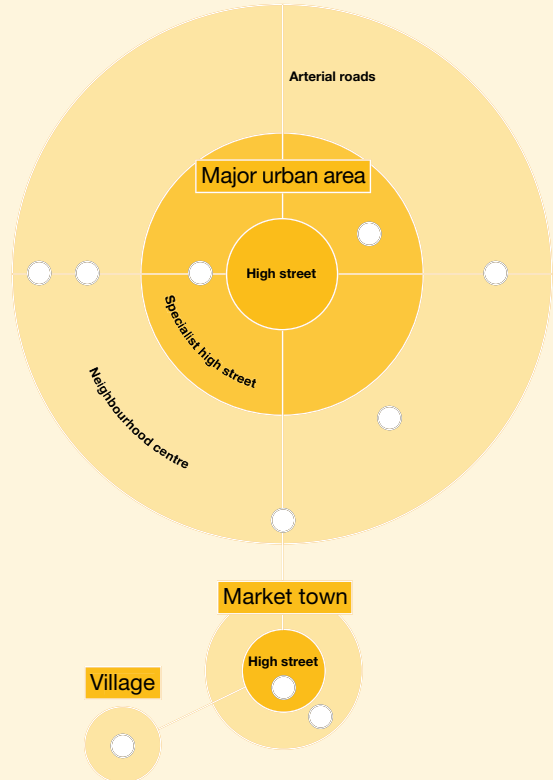 Arterial roads
Major urban area
High street
Specialist high street
Neighbourhood centre
Market town
High street
Village